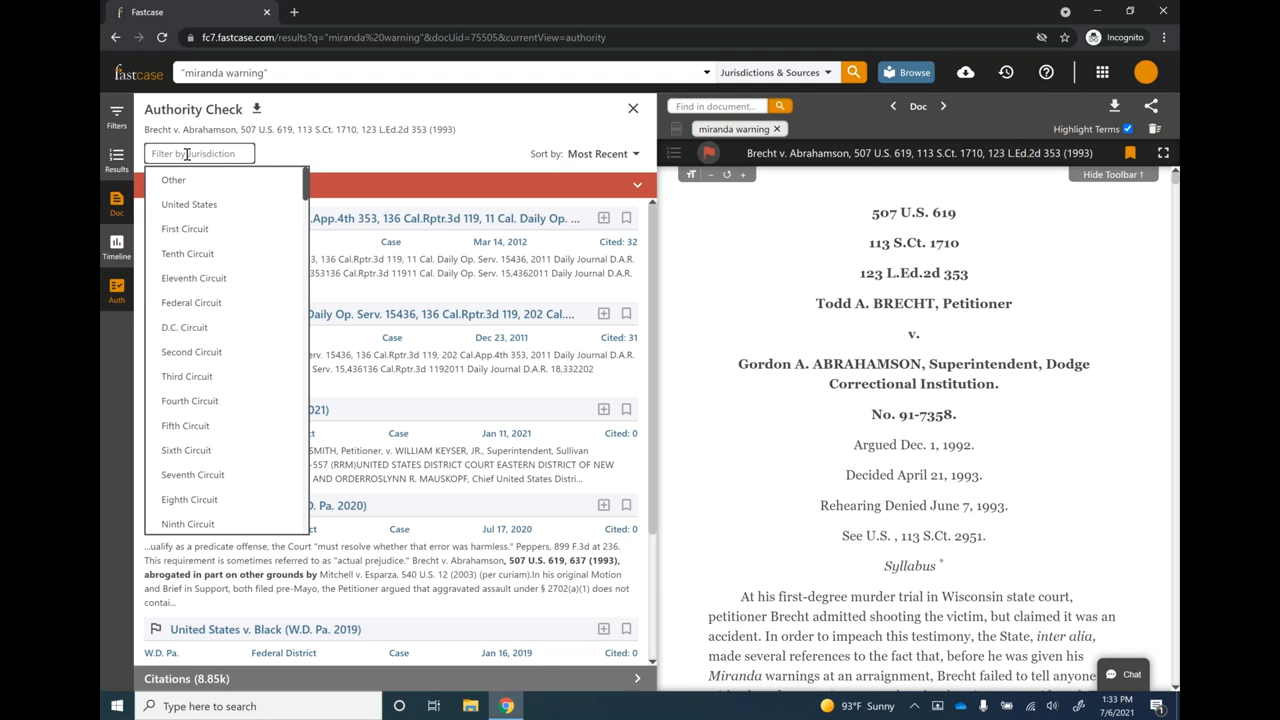 Fastcase
fc7.fastcase.com/results?q="miranda%20warning"&docUid=75505&currentView=authority
Incognito
fastcase
"miranda warning"
Jurisdictions & Sources
Browse
Filters
Results
Doc
Timeline
Auth
Authority Check
Brecht v. Abrahamson, 507 U.S. 619, 113 S.Ct. 1710, 123 L.Ed.2d 353 (1993)
Filter by Jurisdiction
Sort by: Most Recent
Other
United States
First Circuit
Tenth Circuit
Eleventh Circuit
Federal Circuit
D.C. Circuit
Second Circuit
Third Circuit
Fourth Circuit
Fifth Circuit
Sixth Circuit
Seventh Circuit
Eighth Circuit
Ninth Circuit
.App.4th 353, 136 Cal.Rptr.3d 119, 11 Cal. Daily Op. ...
Case Mar 14, 2012 Cited: 32
136 Cal.Rptr.3d 119, 11 Cal. Daily Op. Serv. 15436, 2011 Daily Journal D.A.R.
353136 Cal.Rptr.3d 11911 Cal. Daily Op. Serv. 15,4362011 Daily Journal D.A.R.
Daily Op. Serv. 15436, 136 Cal.Rptr.3d 119, 202 Cal....
Case Dec 23, 2011 Cited: 31
erv. 15436, 136 Cal.Rptr.3d 119, 202 Cal.App.4th 353, 2011 Daily Journal D.A.R.
Serv. 15,436136 Cal.Rptr.3d 1192011 Daily Journal D.A.R. 18,332202
2021)
ct Case Jan 11, 2021 Cited: 0
SMITH, Petitioner, v. WILLIAM KEYSER, JR., Superintendent, Sullivan
-557 (RRM)UNITED STATES DISTRICT COURT EASTERN DISTRICT OF NEW
AND ORDERROSLYNN R. MAUSKOPF, Chief United States Distri...
D. Pa. 2020)
ct Case Jul 17, 2020 Cited: 0
...ualify as a predicate offense, the Court "must resolve whether that error was harmless." Peppers, 899 F.3d at 236.
This requirement is sometimes referred to as "actual prejudice." Brecht v. Abrahamson, 507 U.S. 619, 637 (1993),
abrogated in part on other grounds by Mitchell v. Esparza, 540 U.S. 12 (2003) (per curiam).In his original Motion
and Brief in Support, both filed pre-Mayo, the Petitioner argued that aggravated assault under § 2702(a)(1) does not
contai...
United States v. Black (W.D. Pa. 2019)
W.D. Pa. Federal District Case Jan 16, 2019 Cited: 0
Citations (8.85k)
Find in document...
Doc
miranda warning
Highlight Terms
Brecht v. Abrahamson, 507 U.S. 619, 113 S.Ct. 1710, 123 L.Ed.2d 353 (1993)
Hide Toolbar ↑
507 U.S. 619
113 S.Ct. 1710
123 L.Ed.2d 353
Todd A. BRECHT, Petitioner
v.
Gordon A. ABRAHAMSON, Superintendent, Dodge
Correctional Institution.
No. 91-7358.
Argued Dec. 1, 1992.
Decided April 21, 1993.
Rehearing Denied June 7, 1993.
See U.S. , 113 S.Ct. 2951.
Syllabus *
At his first-degree murder trial in Wisconsin state court,
petitioner Brecht admitted shooting the victim, but claimed it was an
accident. In order to impeach this testimony, the State, inter alia,
made several references to the fact that, before he was given his
Miranda warnings at an arraignment, Brecht failed to tell anyone
Chat
Type here to search
93°F Sunny
1:33 PM
7/6/2021